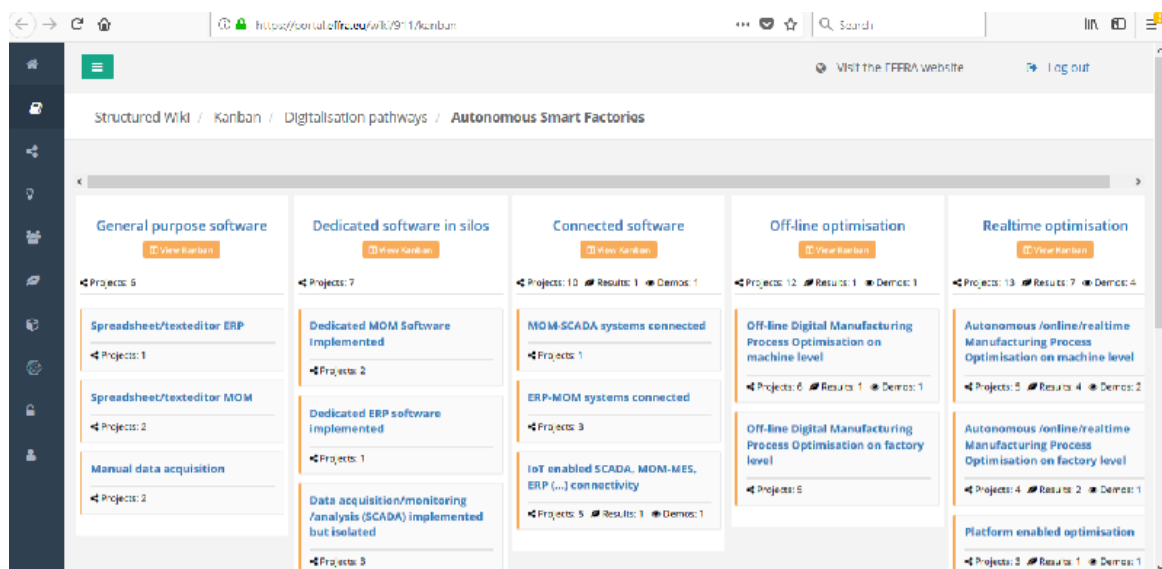 https://portal.effra.eu/wiki/911/kanban
Search
Visit the EFFRA website
Log out
Structured Wiki / Kanban / Digitalisation pathways / Autonomous Smart Factories
General purpose software
View Kanban
Projects: 5
Spreadsheet/texteditor ERP
Projects: 1
Spreadsheet/texteditor MOM
Projects: 2
Manual data acquisition
Projects: 2
Dedicated software in silos
View Kanban
Projects: 7
Dedicated MOM Software
Implemented
Projects: 2
Dedicated ERP software
implemented
Projects: 1
Data acquisition/monitoring
/analysis (SCADA) implemented
but isolated
Projects: 3
Connected software
View Kanban
Projects: 10 Results: 1 Demos: 1
MOM-SCADA systems connected
Projects: 1
ERP-MOM systems connected
Projects: 3
IoT enabled SCADA, MOM-MES,
ERP (...) connectivity
Projects: 5 Results: 1 Demos: 1
Off-line optimisation
View Kanban
Projects: 12 Results: 1 Demos: 1
Off-line Digital Manufacturing
Process Optimisation on
machine level
Projects: 6 Results: 1 Demos: 1
Off-line Digital Manufacturing
Process Optimisation on factory
level
Projects: 5
Realtime optimisation
View Kanban
Projects: 13 Results: 7 Demos: 4
Autonomous /online/realtime
Manufacturing Process
Optimisation on machine level
Projects: 5 Results: 4 Demos: 2
Autonomous /online/realtime
Manufacturing Process
Optimisation on factory level
Projects: 4 Results: 2 Demos: 1
Platform enabled optimisation
Projects: 3 Results: 1 Demos: 1